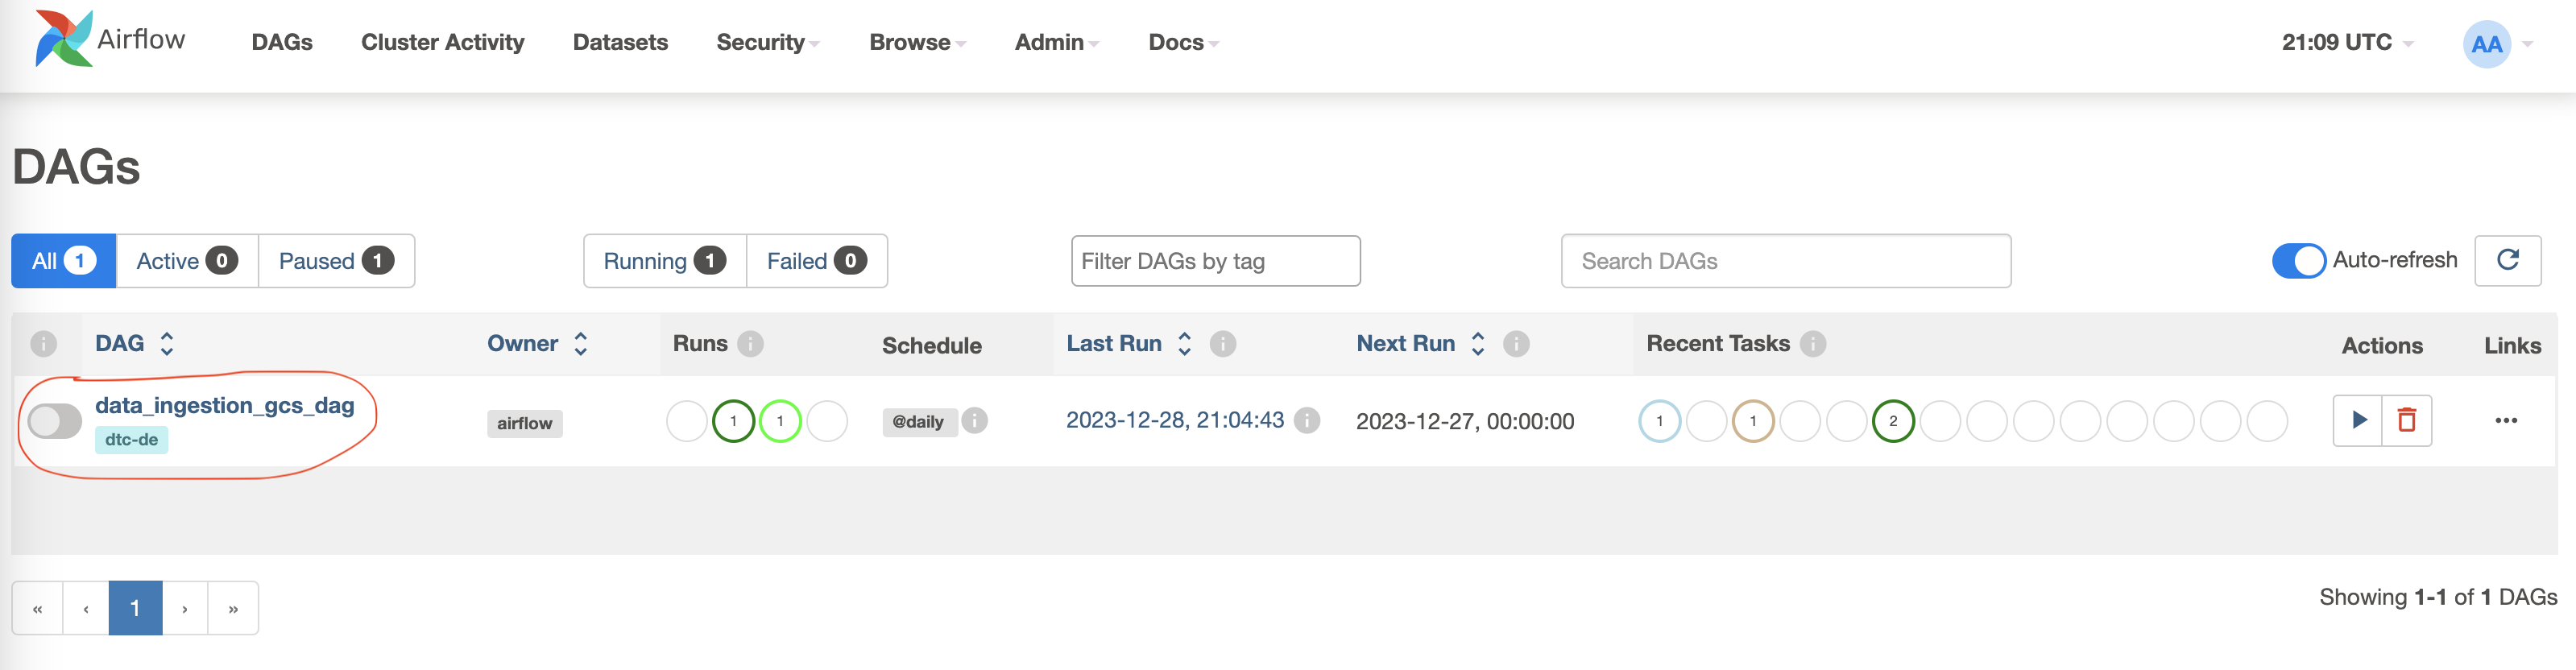 Airflow DAGs Cluster Activity Datasets Security Browse Admin Docs 21:09 UTC AA
DAGs
All 1 Active 0 Paused 1 Running 1 Failed 0 Filter DAGs by tag Search DAGs Auto-refresh
i DAG Owner Runs i Schedule Last Run i Next Run i Recent Tasks i Actions Links
data_ingestion_gcs_dag airflow 1 1 @daily i 2023-12-28, 21:04:43 i 2023-12-27, 00:00:00 1 1 2 •••
dtc-de
« ‹ 1 › » Showing 1-1 of 1 DAGs